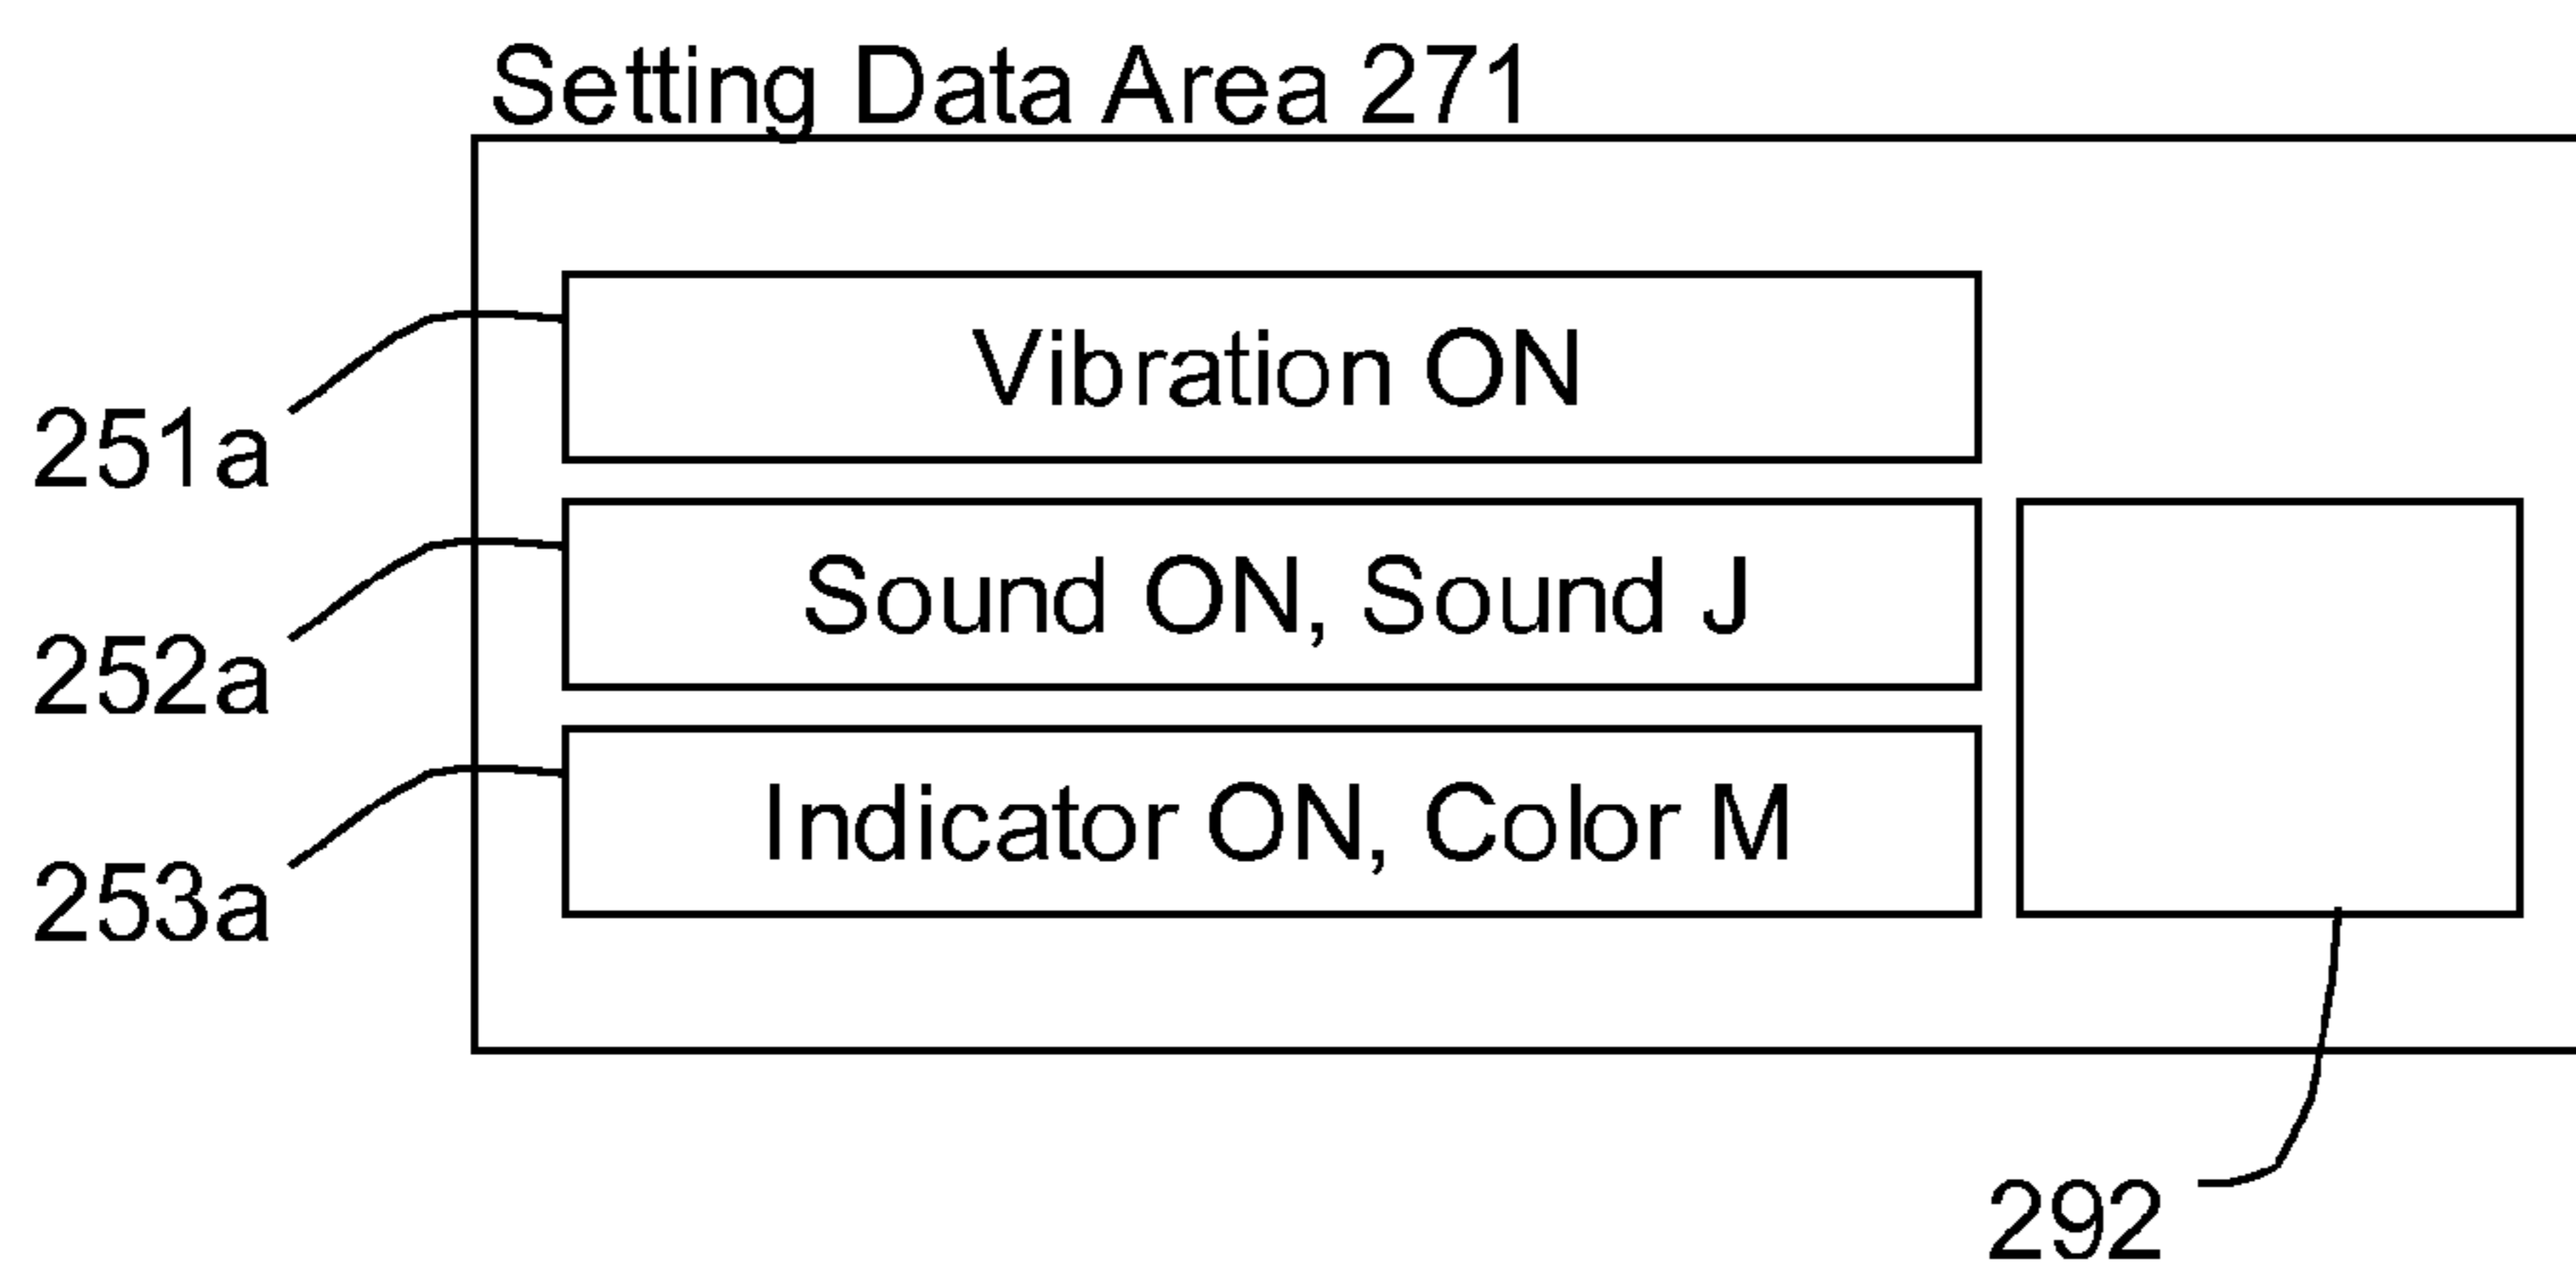 Setting Data Area 271
Vibration ON
251a
Sound ON, Sound J
252a
Indicator ON, Color M
253a
292